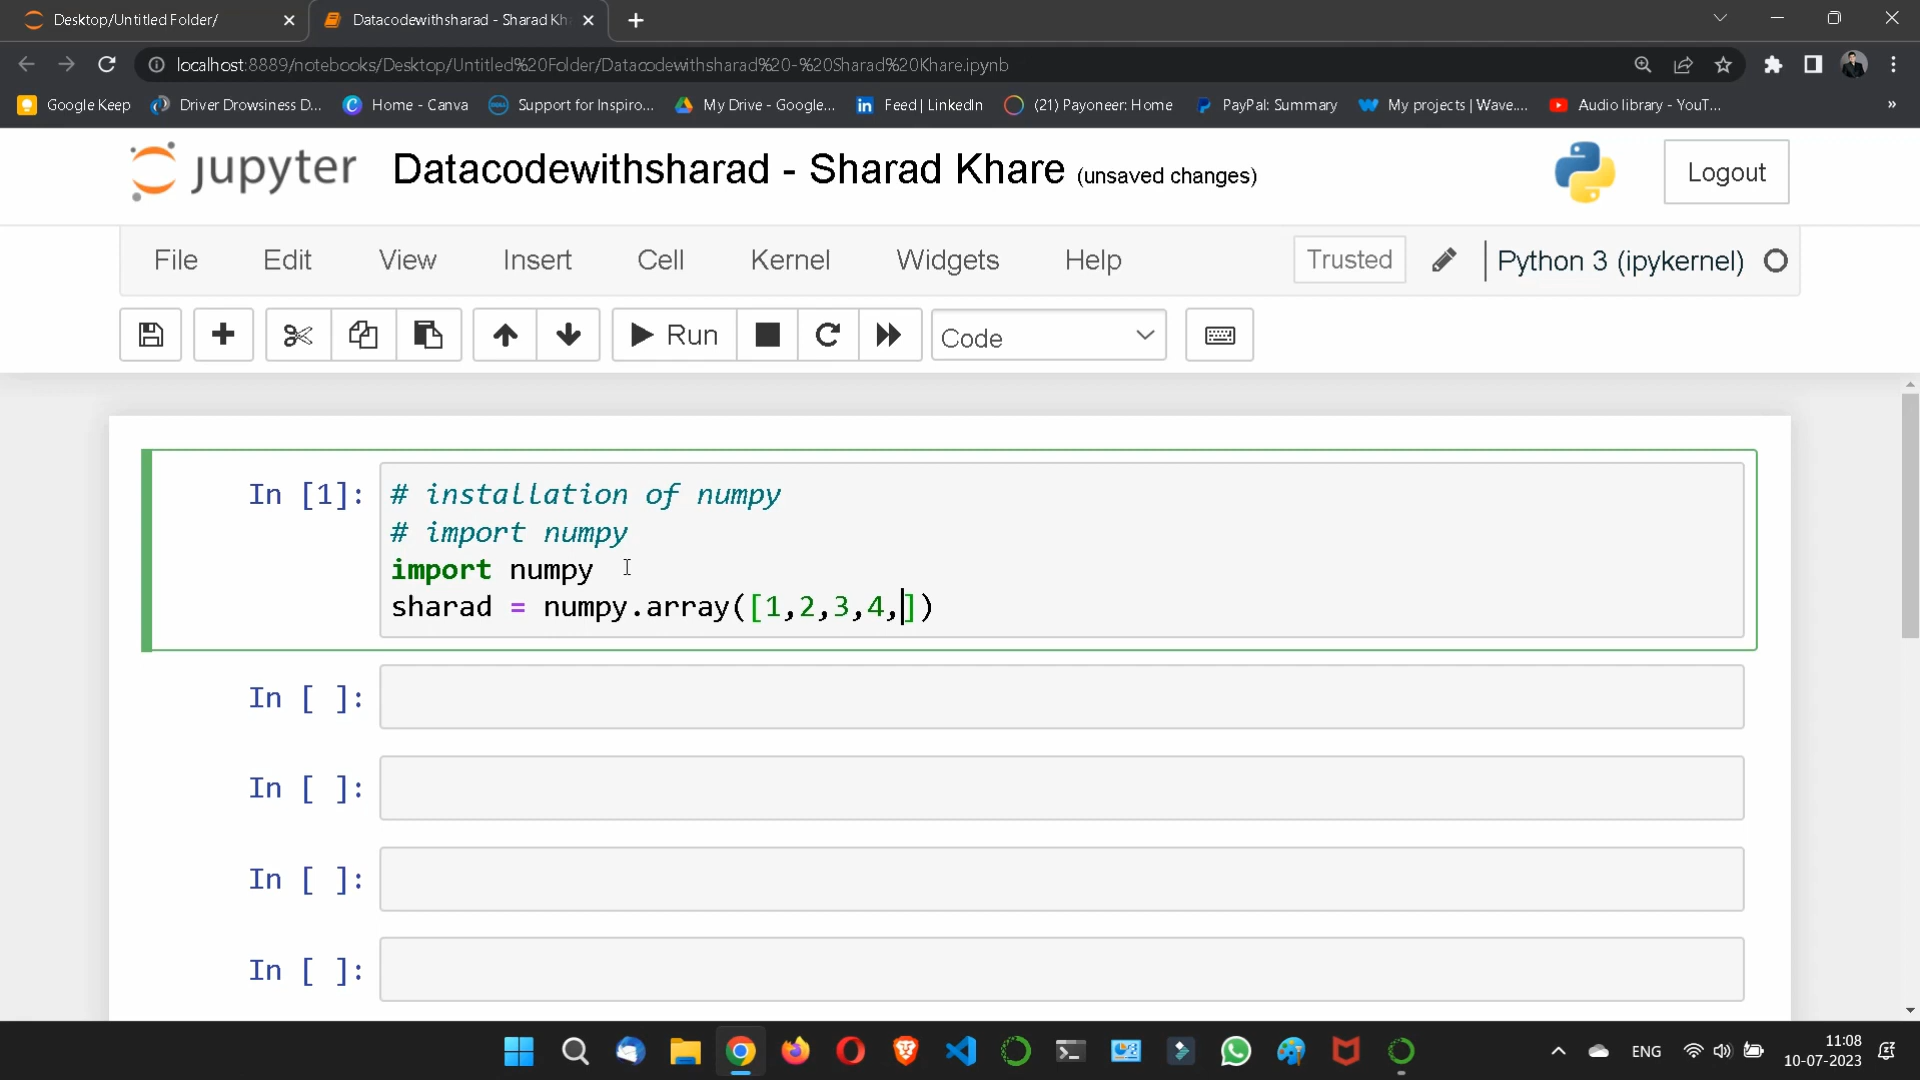 Desktop/Untitled Folder/
Datacodewithsharad - Sharad Kh
localhost:8889/notebooks/Desktop/Untitled%20Folder/Datacodewithsharad%20-%20Sharad%20Khare.ipynb
Google Keep
Driver Drowsiness D...
Home - Canva
Support for Inspiro...
My Drive - Google...
Feed | LinkedIn
(21) Payoneer: Home
PayPal: Summary
My projects | Wave....
Audio library - YouT...
»
jupyter Datacodewithsharad - Sharad Khare (unsaved changes)
Logout
File Edit View Insert Cell Kernel Widgets Help
Trusted
Python 3 (ipykernel)
Run
Code
In [1]: # installation of numpy
# import numpy
import numpy
sharad = numpy.array([1,2,3,4,])
In [ ]:
In [ ]:
In [ ]:
In [ ]:
ENG
11:08
10-07-2023